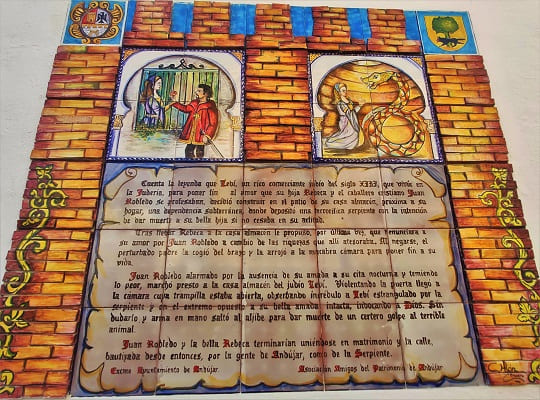 Cuenta la leyenda que Leví, un rico comerciante judío del siglo XIII, que vivía en
la Judería, para poner fin al amor que su hija Rebeca y el caballero cristiano Juan
Robledo se profesaban, decidió construir en el patio de su casa almacén, próxima a su
hogar, una dependencia subterránea, donde depositó una terrorífica serpiente con la intención
de dar muerte a su bella hija si no cesaba en su actitud.
Tras llevar Rebeca a la casa almacén le propuso, por última vez, que renunciara a
su amor por Juan Robledo a cambio de las riquezas que allí atesoraba. Al negarse, el
perturbado padre la cogió del brazo y la arrojó a la macabra cámara para poner fin a su
vida.
Juan Robledo alarmado por la ausencia de su amada a su cita nocturna y temiendo
lo peor, marchó presto a la casa almacén del judío Leví. Violentando la puerta llegó a
la cámara cuya trampilla estaba abierta, observando incrédulo a Leví estrangulado por la
serpiente y en el extremo opuesto a su bella amada intacta, invocando a Dios. Sin
dudarlo y arma en mano saltó al aljibe para dar muerte de un certero golpe al terrible
animal.
Juan Robledo y la bella Rebeca terminarían uniéndose en matrimonio y la calle,
bautizada desde entonces, por la gente de Andújar, como de la Serpiente.
Excmo Ayuntamiento de Andújar. Asociación Amigos del Patrimonio de Andújar